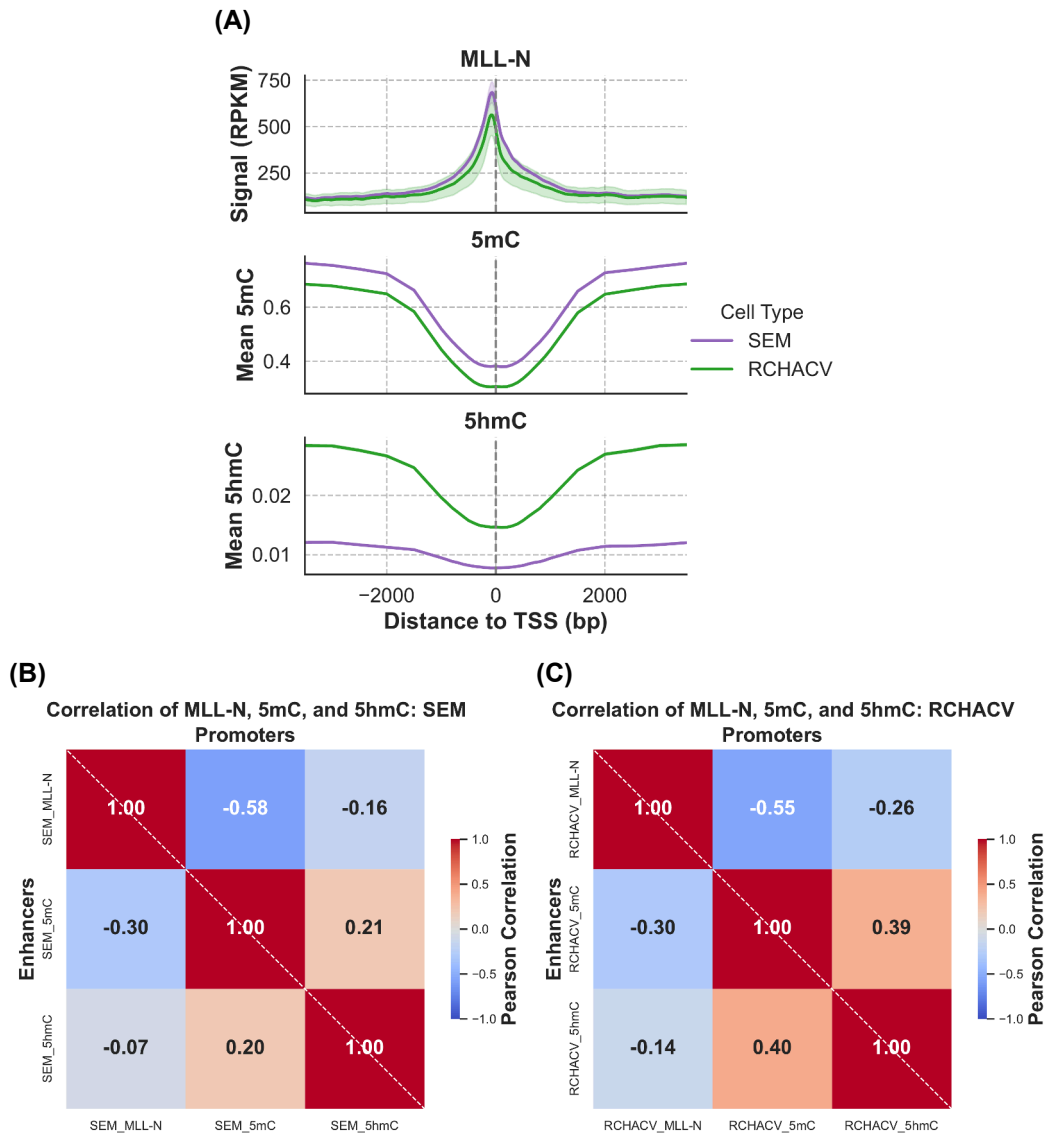 (A)
MLL-N
Signal (RPKM)
750
500
250
5mC
Mean 5mC
0.6
0.4
Cell Type
SEM
RCHACV
5hmC
Mean 5hmC
0.02
0.01
−2000 0 2000
Distance to TSS (bp)
(B)
Correlation of MLL-N, 5mC, and 5hmC: SEM
Promoters
Enhancers
SEM_MLL-N
1.00 -0.58 -0.16
SEM_5mC
-0.30 1.00 0.21
SEM_5hmC
-0.07 0.20 1.00
SEM_MLL-N SEM_5mC SEM_5hmC
1.0
0.5
0.0
−0.5
−1.0
Pearson Correlation
(C)
Correlation of MLL-N, 5mC, and 5hmC: RCHACV
Promoters
Enhancers
RCHACV_MLL-N
1.00 -0.55 -0.26
RCHACV_5mC
-0.30 1.00 0.39
RCHACV_5hmC
-0.14 0.40 1.00
RCHACV_MLL-N RCHACV_5mC RCHACV_5hmC
1.0
0.5
0.0
−0.5
−1.0
Pearson Correlation